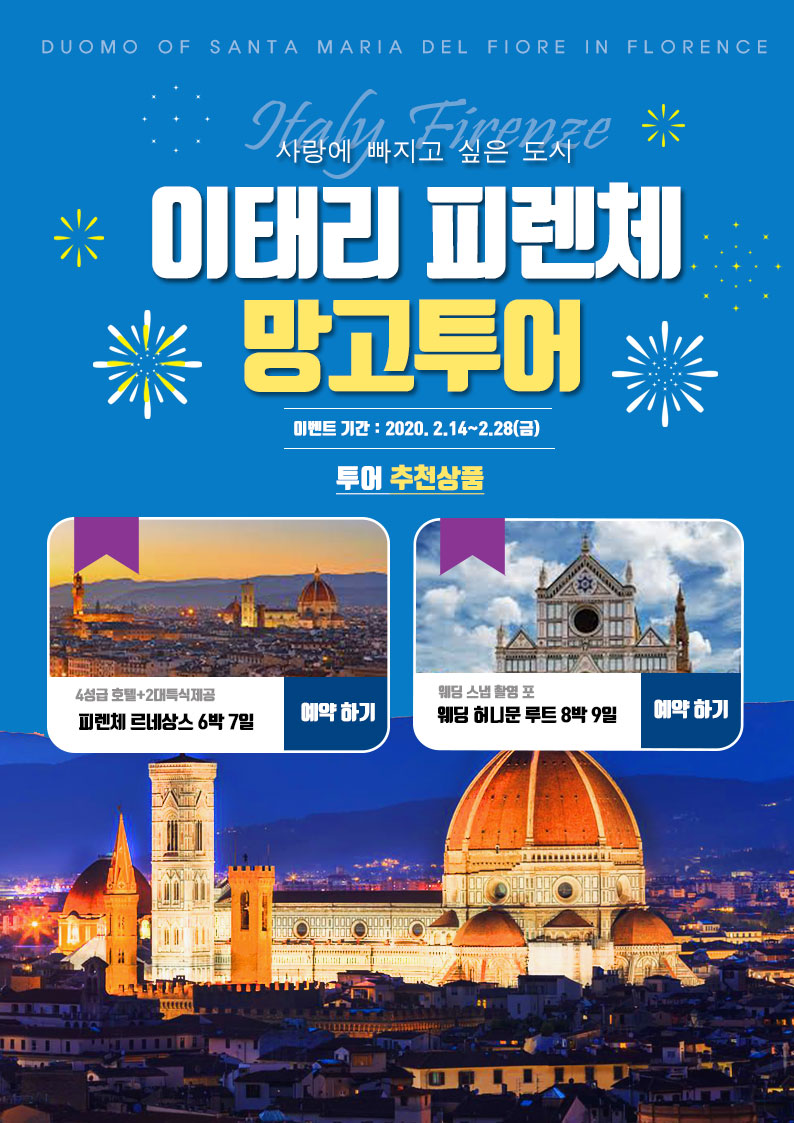 DUOMO OF SANTA MARIA DEL FIORE IN FLORENCE
Italy Firenze
사랑에 빠지고 싶은 도시
이태리 피렌체
망고투어
이벤트 기간 : 2020. 2.14~2.28(금)
투어 추천상품
4성급 호텔+2대특식제공
피렌체 르네상스 6박 7일
예약 하기
웨딩 스냅 촬영 포
웨딩 허니문 루트 8박 9일
예약 하기